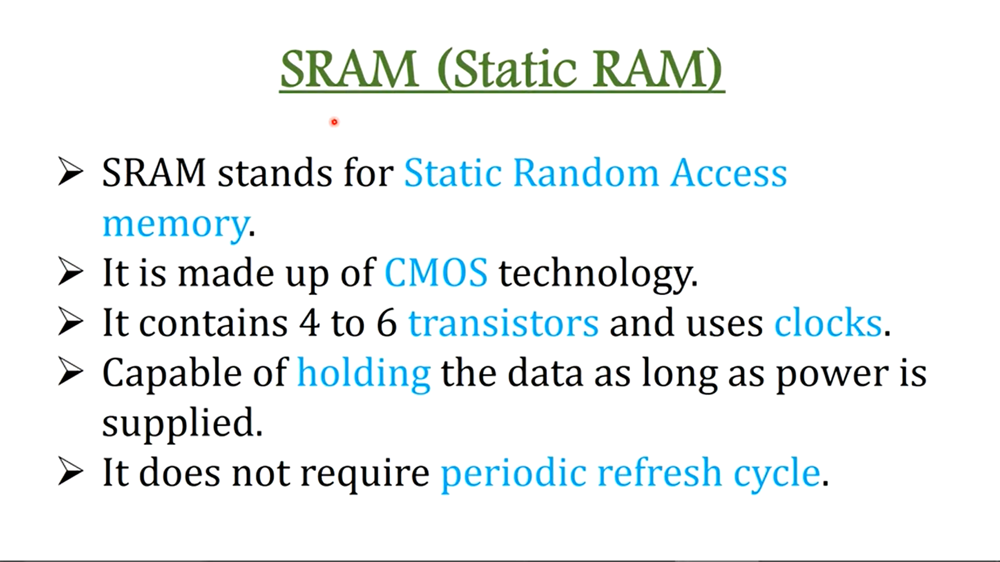 SRAM (Static RAM)
➢ SRAM stands for Static Random Access
memory.
➢ It is made up of CMOS technology.
➢ It contains 4 to 6 transistors and uses clocks.
➢ Capable of holding the data as long as power is
supplied.
➢ It does not require periodic refresh cycle.